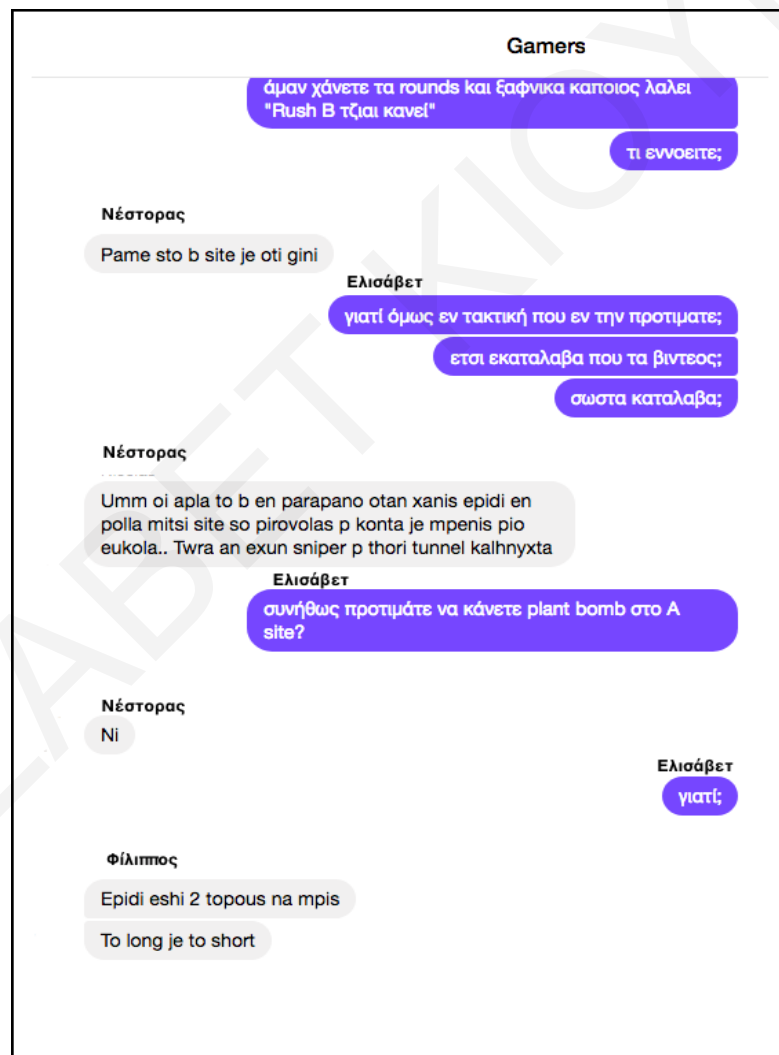 Gamers
άμαν χάνετε τα rounds kαι ξαφνικα καποιος λαλει
"Rush B τζιαι κανεί"
τι εννοειτε;
Νέστορας
Pame sto b site je oti gini
Ελισάβετ
γιατί όμως εν τακτική που εν την προτιματε;
ετσι εκαταλαβα που τα βιντεος;
σωστα καταλαβα;
Νέστορας
Umm oi apla to b en parapano otan xanis epidi en
polla mitsi site so pirovolas p konta je mpenis pio
eukola.. Twra an exun sniper p thori tunnel kalhnyxta
Ελισάβετ
συνήθως προτιμάτε να κάνετε plant bomb στο A
site?
Νέστορας
Ni
Ελισάβετ
γιατί;
Φίλιππος
Epidi eshi 2 topous na mpis
To long je to short